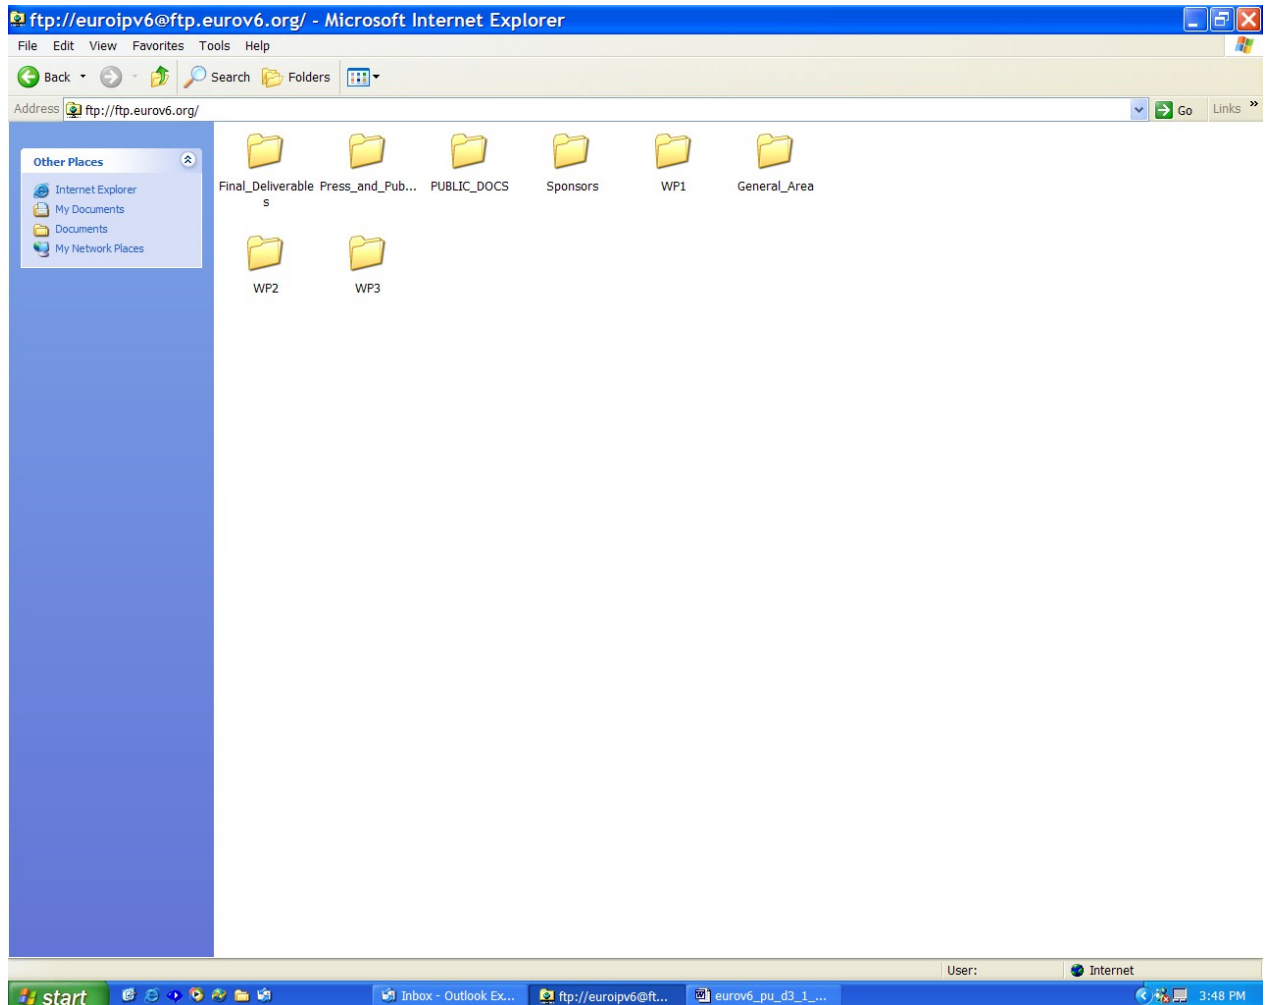 ftp://euroipv6@ftp.eurov6.org/ - Microsoft Internet Explorer
File Edit View Favorites Tools Help
Back Search Folders
Address ftp://ftp.eurov6.org/ Go Links »
Other Places
Internet Explorer
My Documents
Documents
My Network Places
Final_Deliverable Press_and_Pub... PUBLIC_DOCS Sponsors WP1 General_Area
s
WP2 WP3
User: Internet
start Inbox - Outlook Ex... ftp://euroipv6@ft... eurov6_pu_d3_1_... 3:48 PM